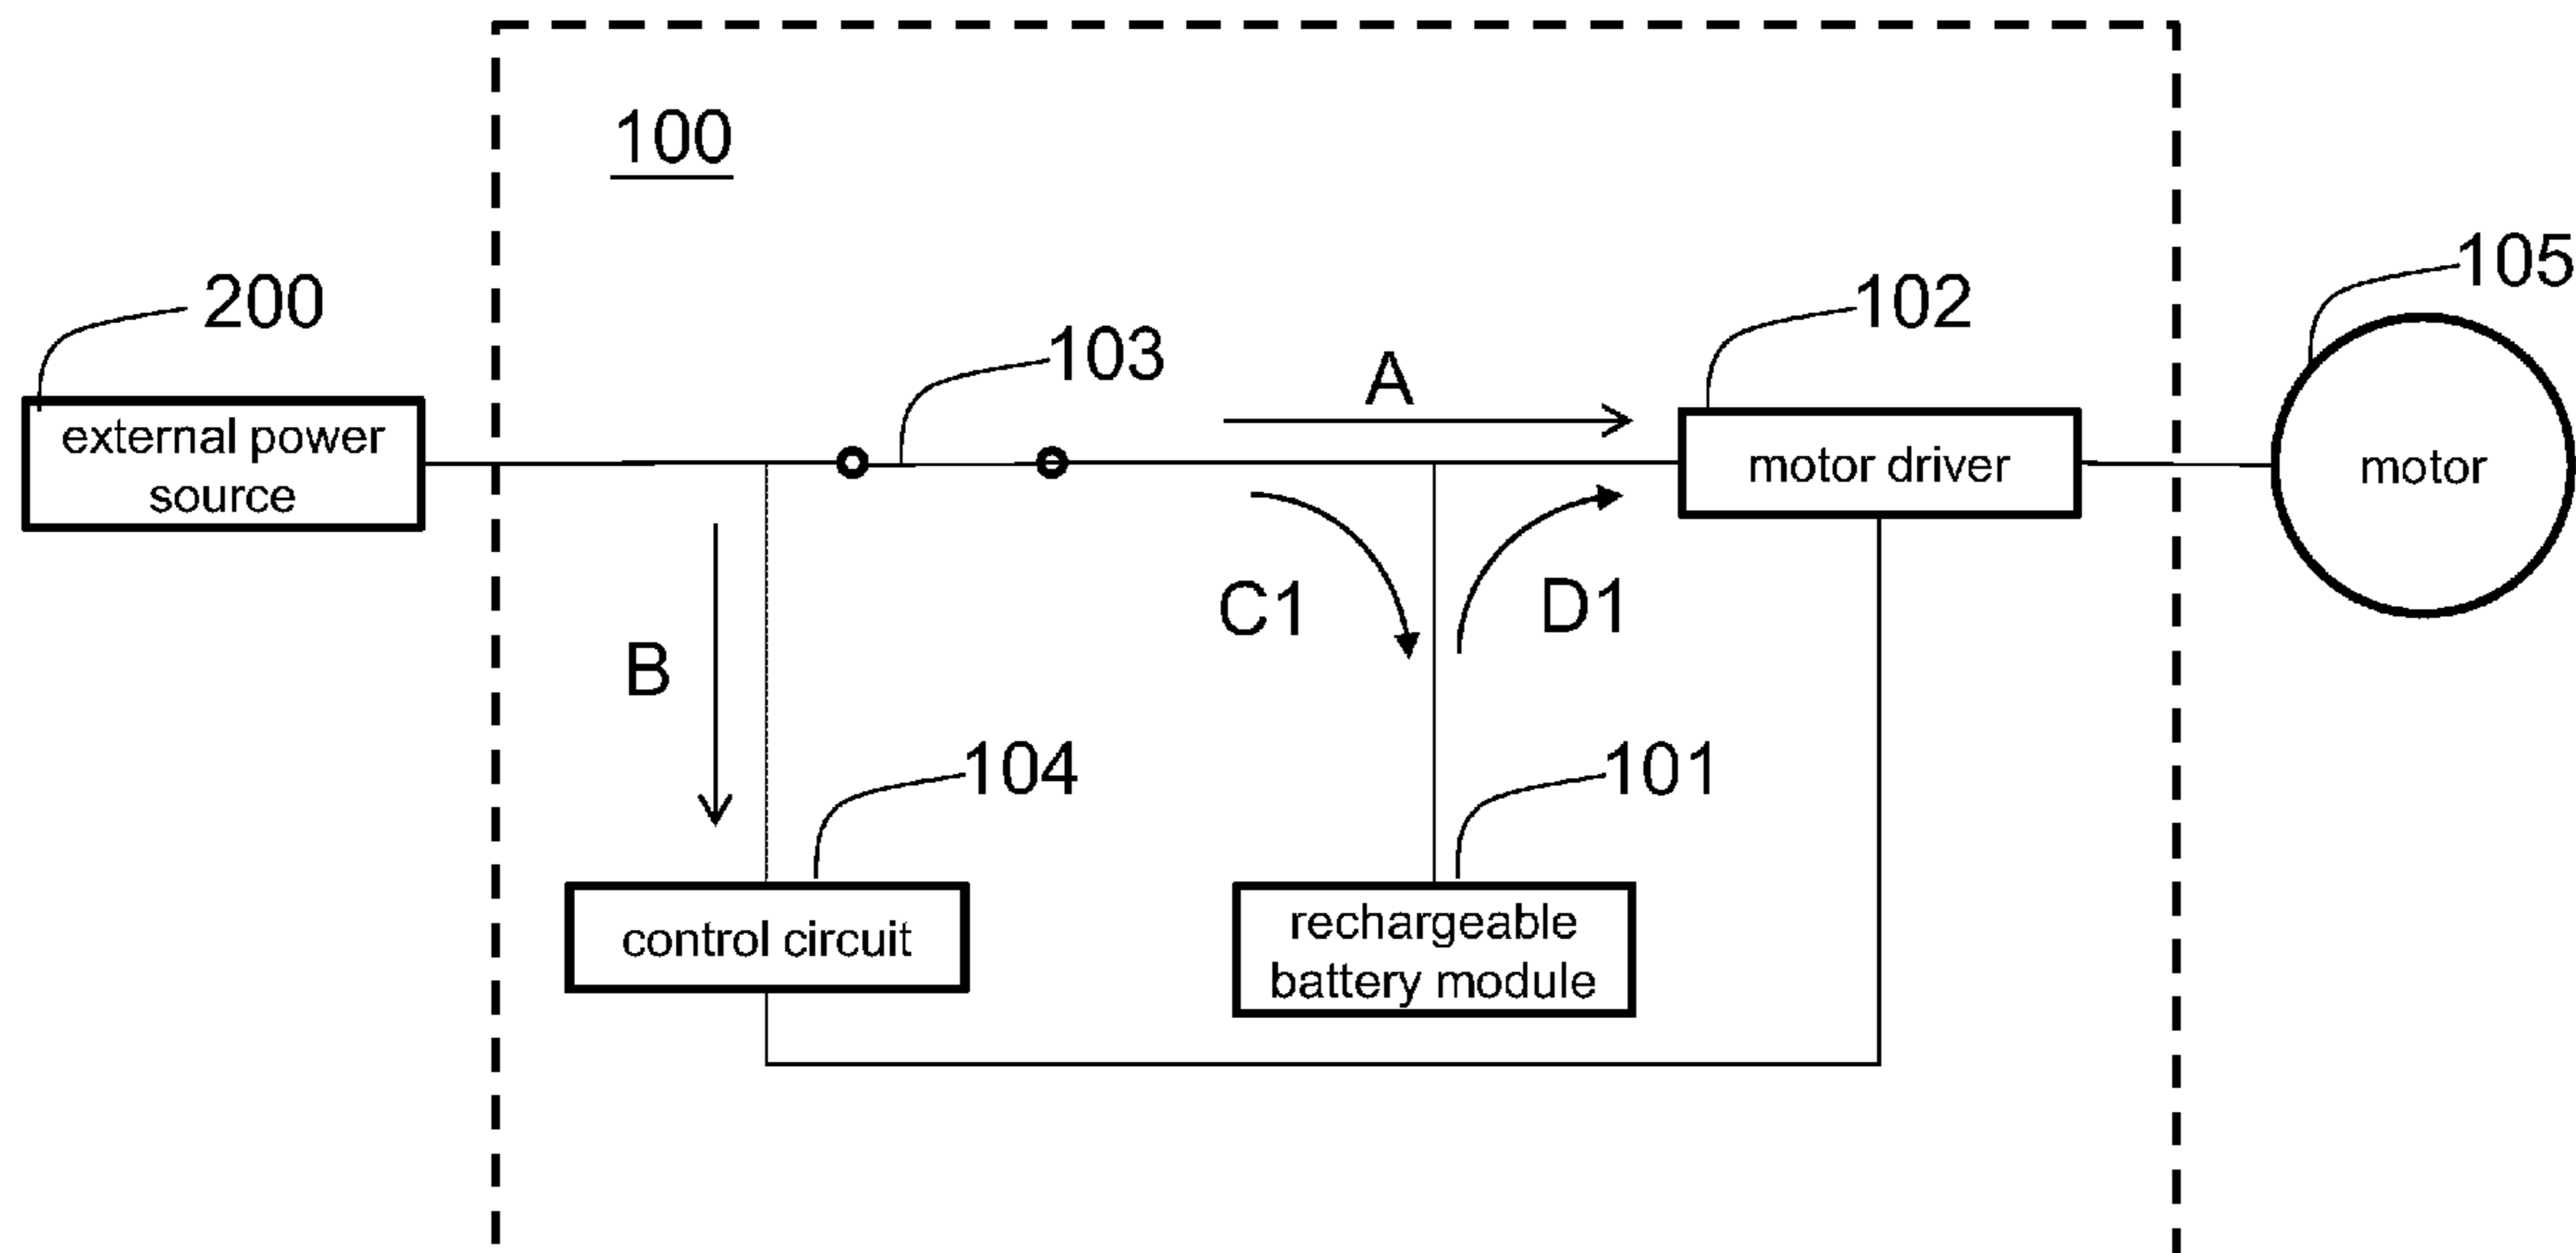 100
200
external power
source
103
A
102
motor driver
105
motor
B
C1
D1
104
control circuit
101
rechargeable
battery module